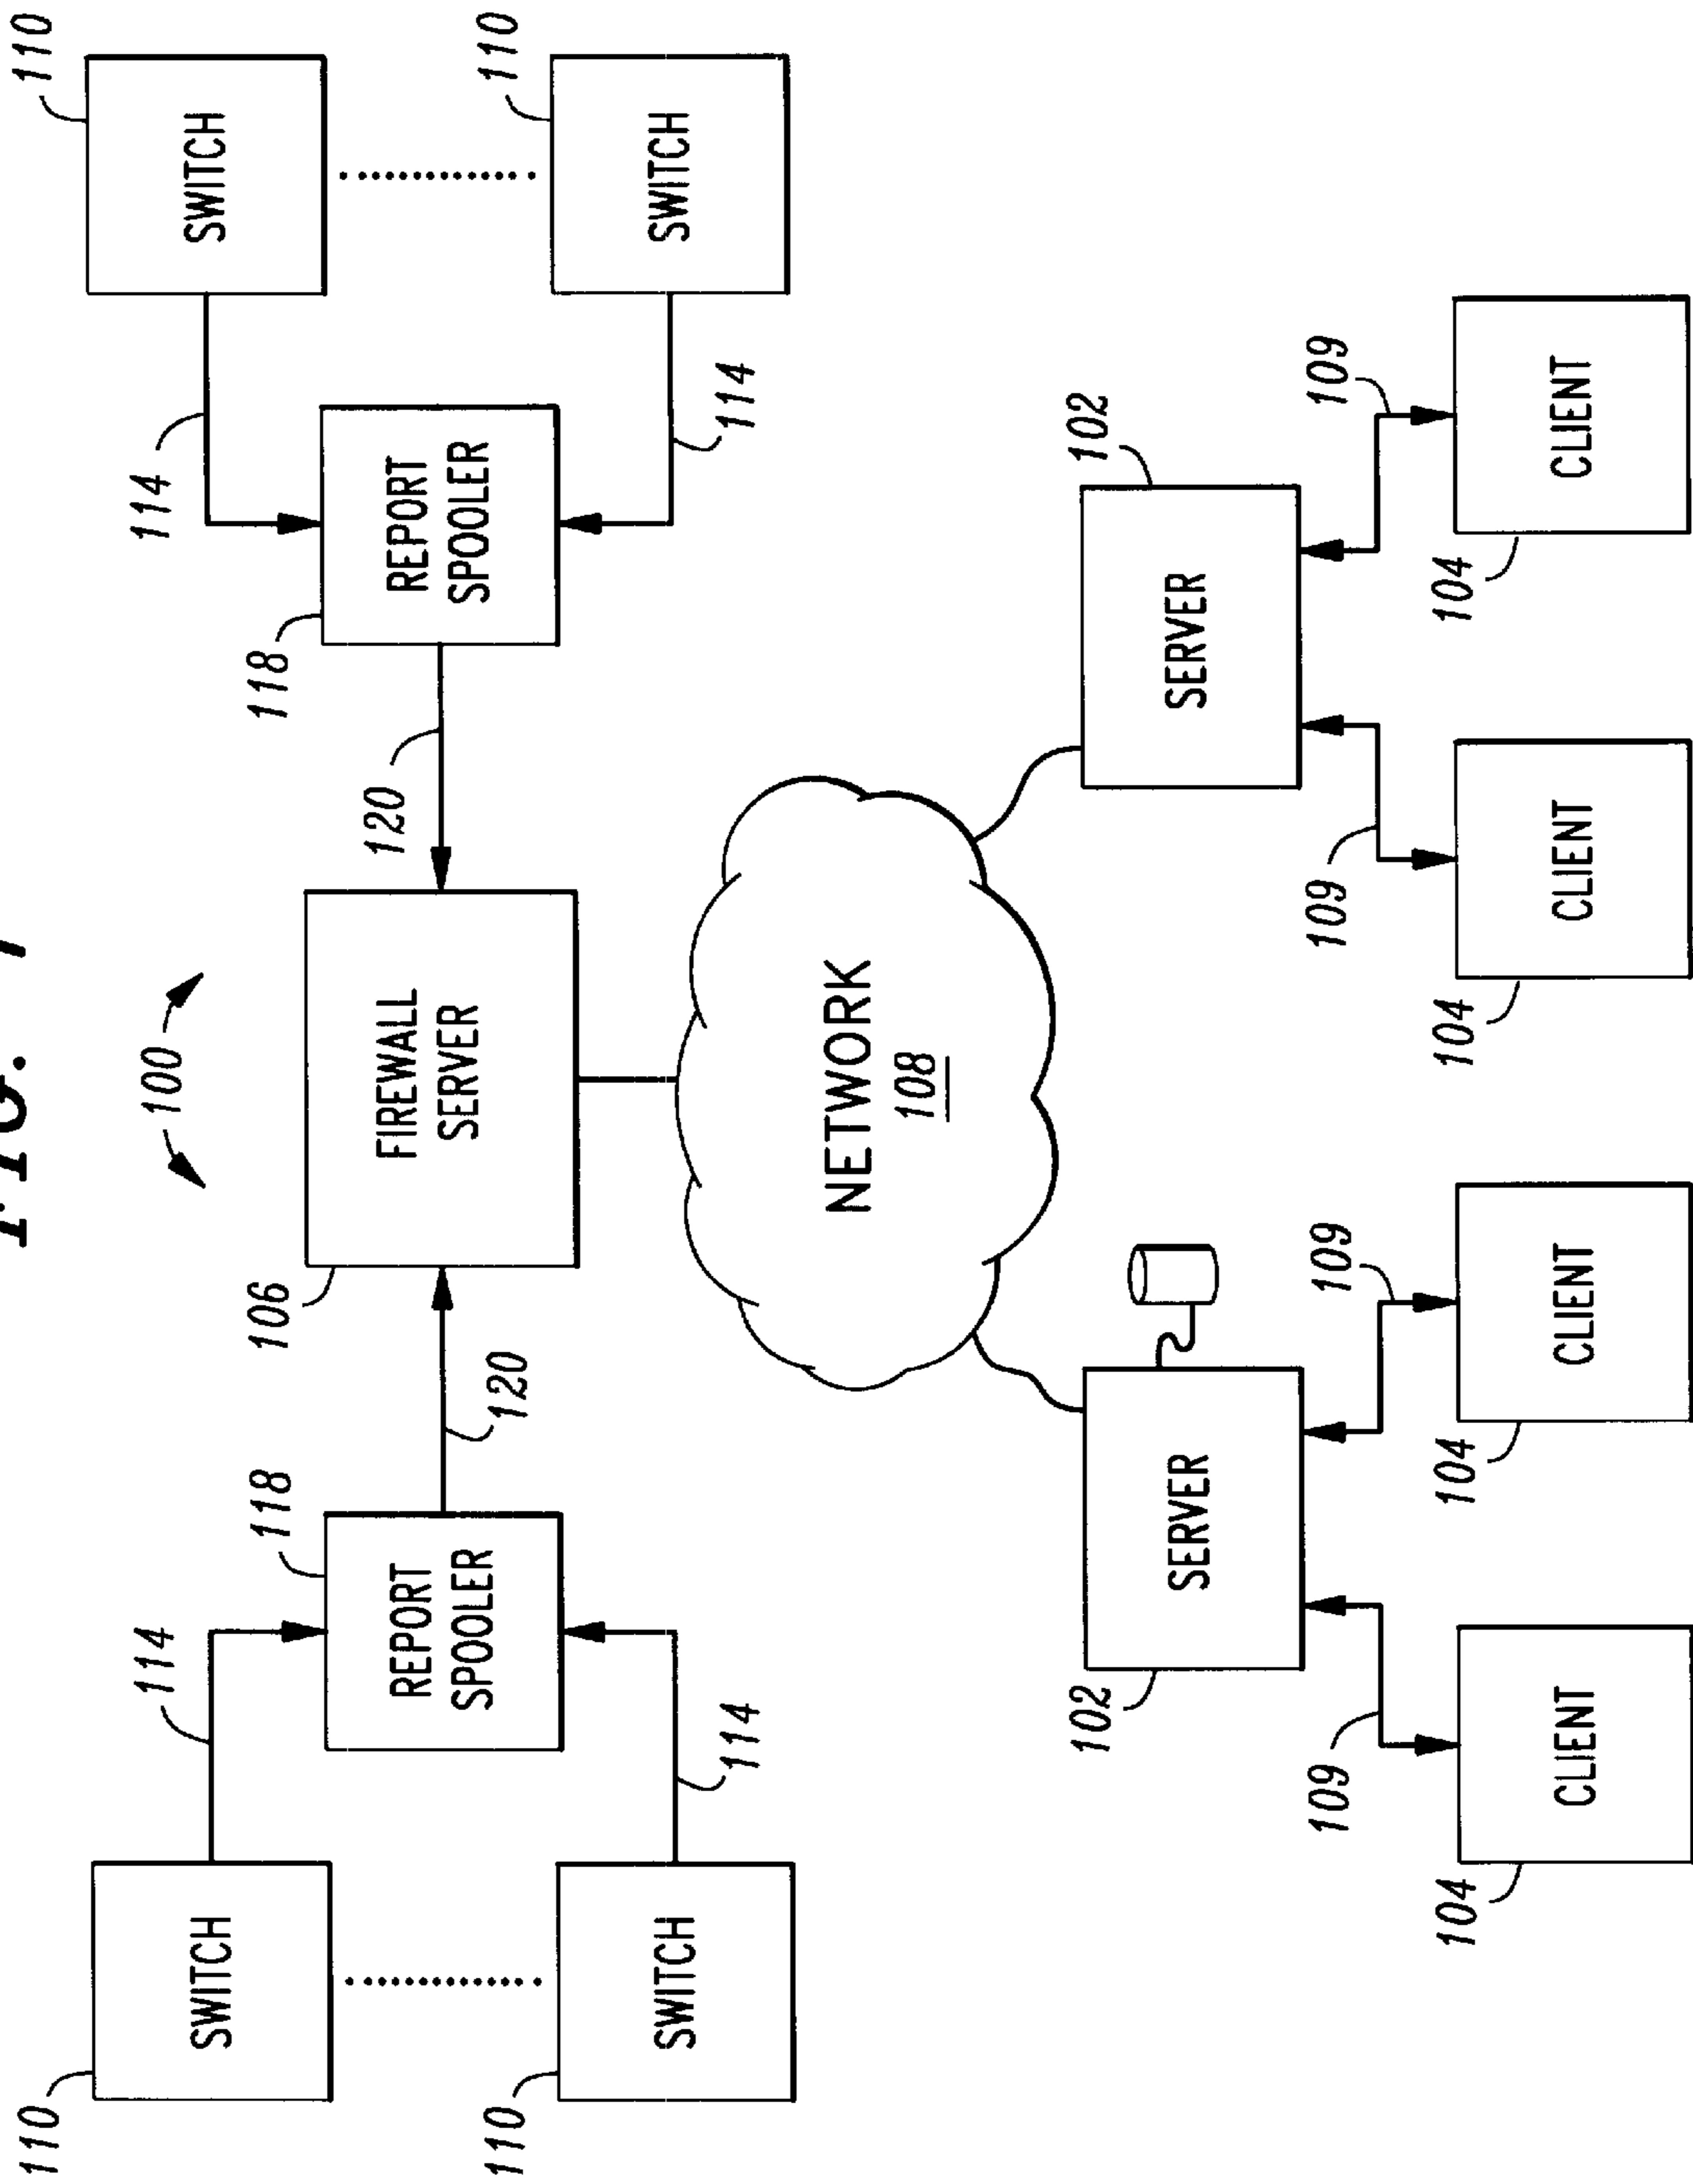 FIG. 1
100
110
SWITCH
114
110
SWITCH
114
118
REPORT
SPOOLER
120
106
FIREWALL
SERVER
120
118
REPORT
SPOOLER
114
110
SWITCH
114
110
SWITCH
NETWORK
108
102
SERVER
102
SERVER
109
109
109
109
104
CLIENT
104
CLIENT
104
CLIENT
104
CLIENT